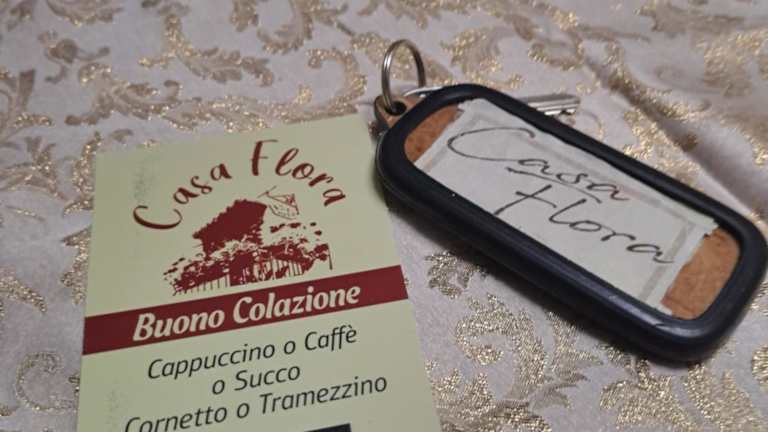 Casa Flora
Buono Colazione
Cappuccino o Caffè
o Succo
Cornetto o Tramezzino
Casa
Flora